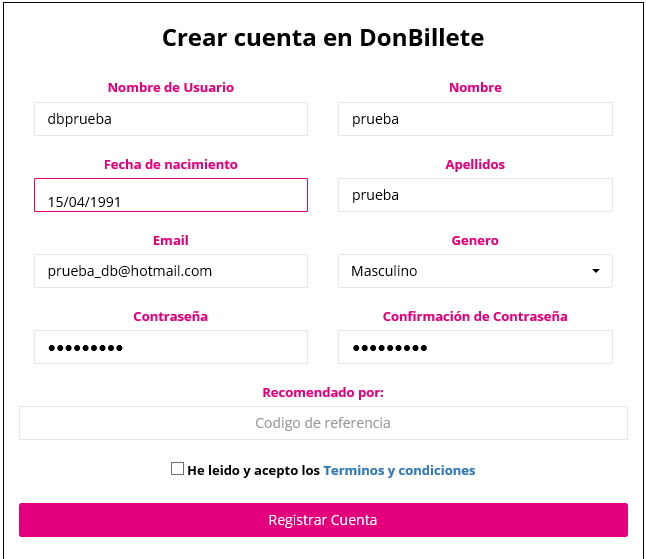 Crear cuenta en DonBillete
Nombre de Usuario
Nombre
dbprueba
prueba
Fecha de nacimiento
Apellidos
15/04/1991
prueba
Email
Genero
prueba_db@hotmail.com
Masculino
Contraseña
Confirmación de Contraseña
●●●●●●●●●
●●●●●●●●●
Recomendado por:
Codigo de referencia
He leido y acepto los Terminos y condiciones
Registrar Cuenta